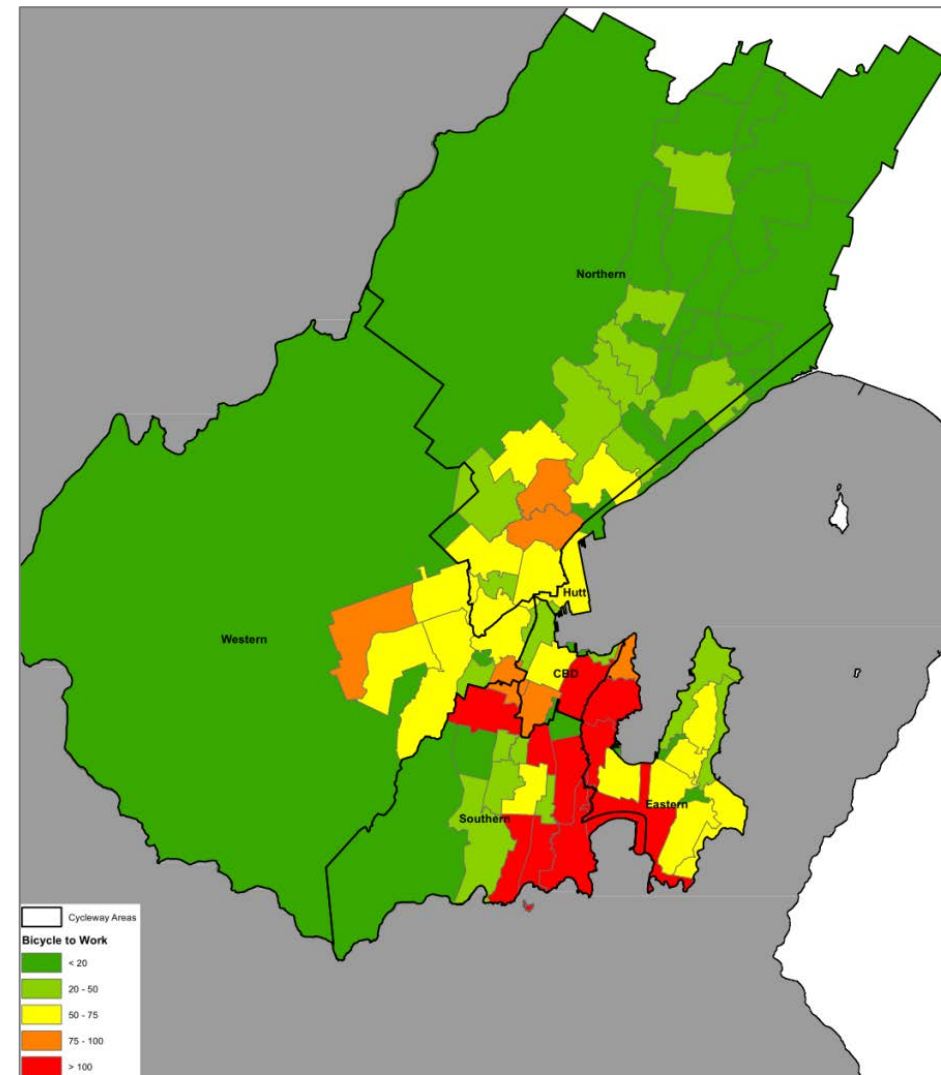 Northern
Hutt
Western
CBD
Eastern
Southern
Cycleway Areas
Bicycle to Work
< 20
20 - 50
50 - 75
75 - 100
> 100